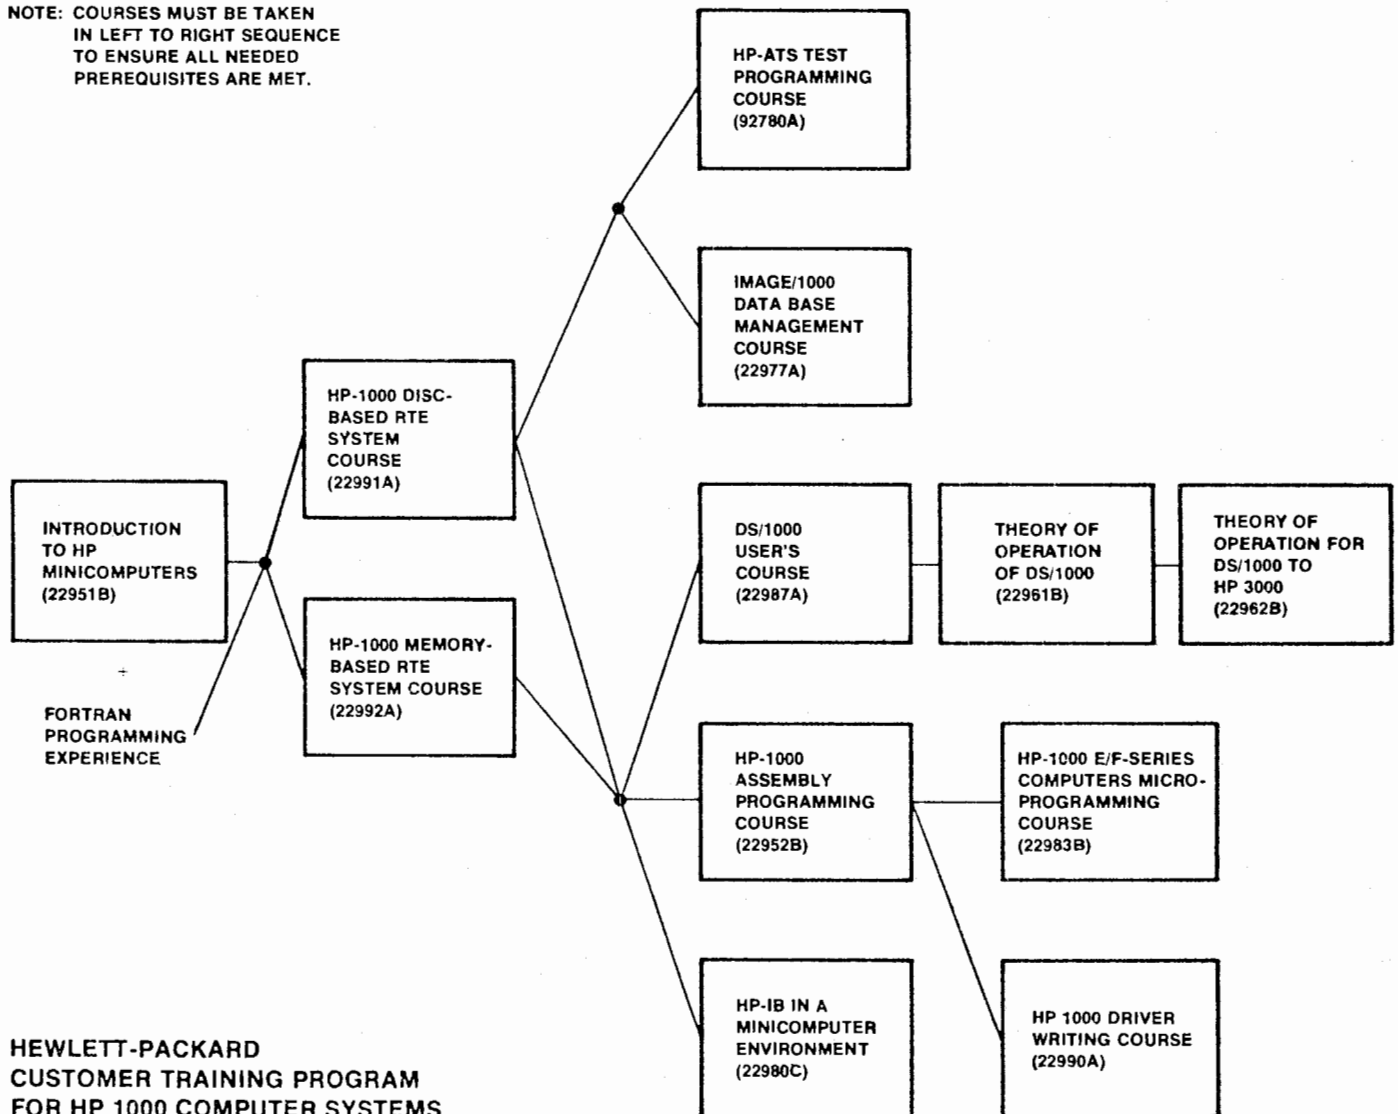 NOTE: COURSES MUST BE TAKEN
IN LEFT TO RIGHT SEQUENCE
TO ENSURE ALL NEEDED
PREREQUISITES ARE MET.
HP-ATS TEST
PROGRAMMING
COURSE
(92780A)
IMAGE/1000
DATA BASE
MANAGEMENT
COURSE
(22977A)
HP-1000 DISC-
BASED RTE
SYSTEM
COURSE
(22991A)
INTRODUCTION
TO HP
MINICOMPUTERS
(22951B)
FORTRAN
PROGRAMMING
EXPERIENCE
HP-1000 MEMORY-
BASED RTE
SYSTEM COURSE
(22992A)
DS/1000
USER'S
COURSE
(22987A)
THEORY OF
OPERATION
OF DS/1000
(22961B)
THEORY OF
OPERATION FOR
DS/1000 TO
HP 3000
(22962B)
HP-1000
ASSEMBLY
PROGRAMMING
COURSE
(22952B)
HP-1000 E/F-SERIES
COMPUTERS MICRO-
PROGRAMMING
COURSE
(22983B)
HP-IB IN A
MINICOMPUTER
ENVIRONMENT
(22980C)
HP 1000 DRIVER
WRITING COURSE
(22990A)
HEWLETT-PACKARD
CUSTOMER TRAINING PROGRAM
FOR HP 1000 COMPUTER SYSTEMS